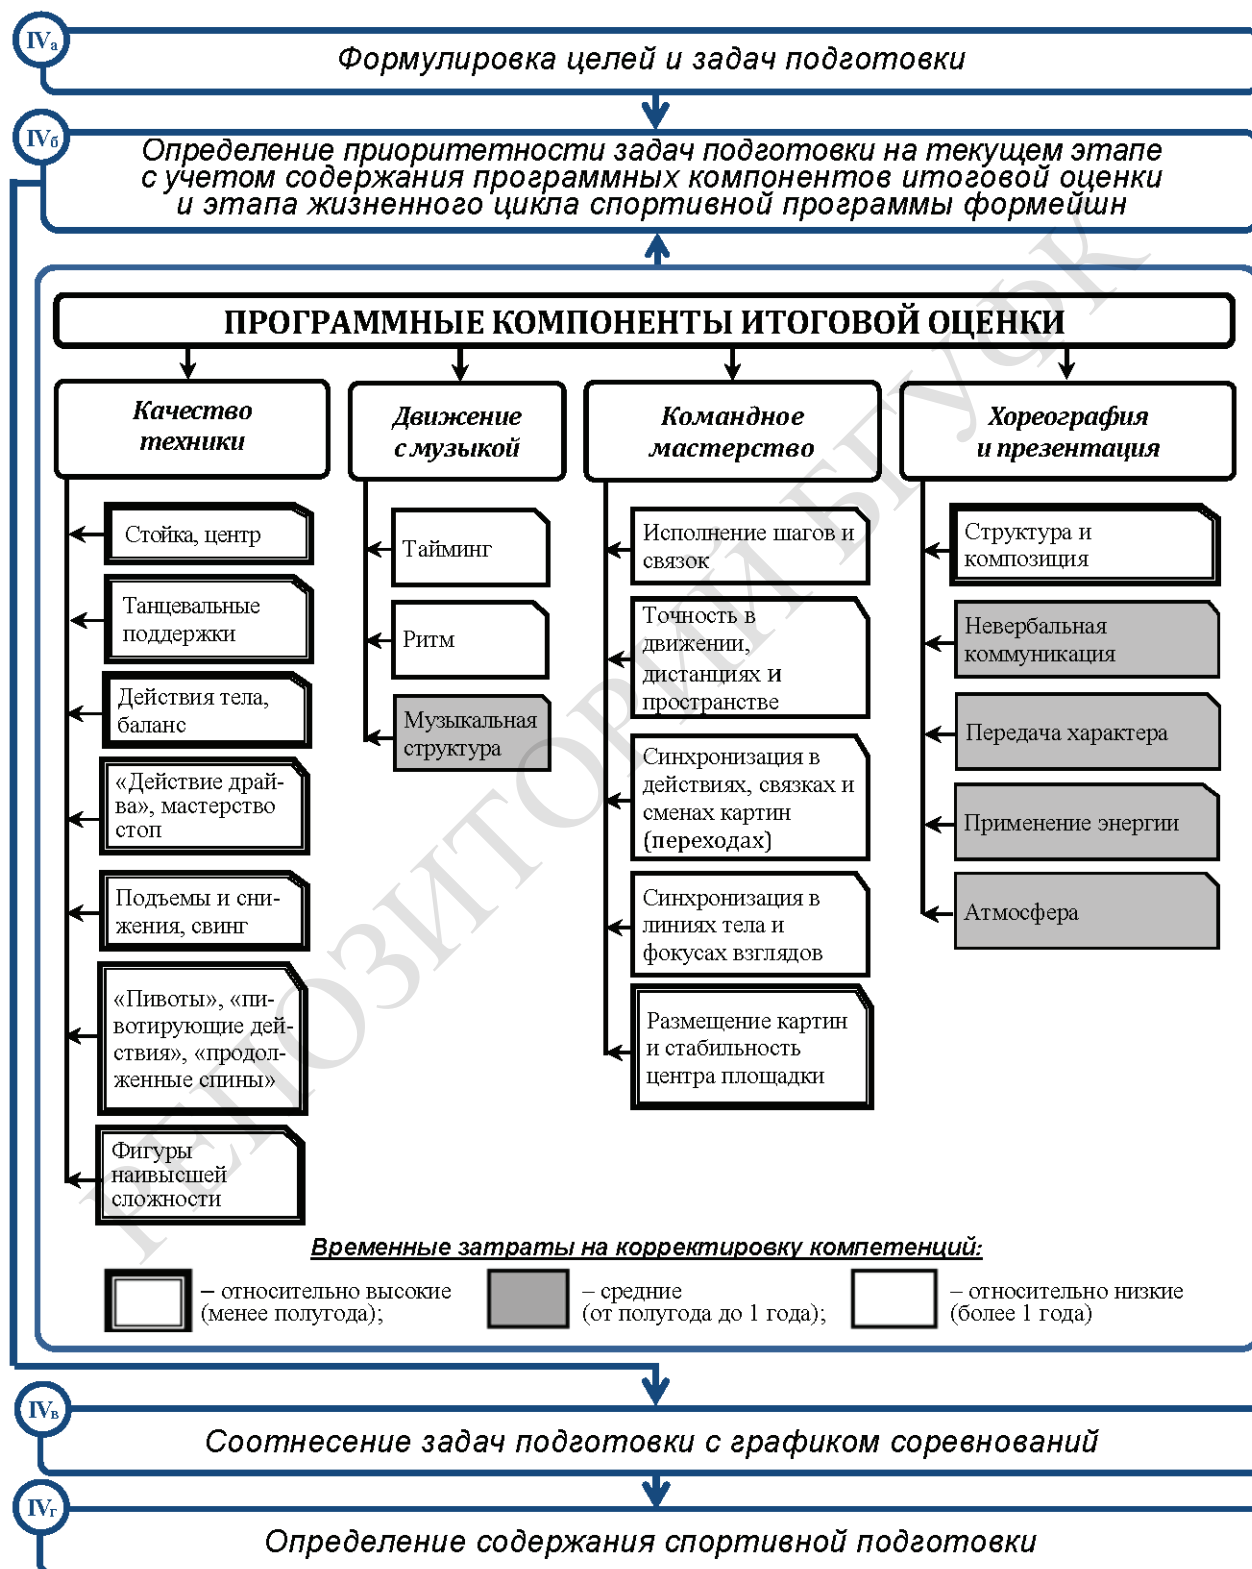 IVа
Формулировка целей и задач подготовки
IVб
Определение приоритетности задач подготовки на текущем этапе
с учетом содержания программных компонентов итоговой оценки
и этапа жизненного цикла спортивной программы формейшн
ПРОГРАММНЫЕ КОМПОНЕНТЫ ИТОГОВОЙ ОЦЕНКИ
Качество
техники
Стойка, центр
Танцевальные
поддержки
Действия тела,
баланс
«Действие драй-
ва», мастерство
стоп
Подъемы и сни-
жения, свинг
«Пивоты», «пи-
вотирующие дей-
ствия», «продол-
женные спины»
Фигуры
наивысшей
сложности
Движение
с музыкой
Тайминг
Ритм
Музыкальная
структура
Командное
мастерство
Исполнение шагов и
связок
Точность в
движении,
дистанциях и
пространстве
Синхронизация в
действиях, связках и
сменах картин
(переходах)
Синхронизация в
линиях тела и
фокусах взглядов
Размещение картин
и стабильность
центра площадки
Хореография
и презентация
Структура и
композиция
Невербальная
коммуникация
Передача характера
Применение энергии
Атмосфера
Временные затраты на корректировку компетенций:
– относительно высокие
(менее полугода);
– средние
(от полугода до 1 года);
– относительно низкие
(более 1 года)
IVв
Соотнесение задач подготовки с графиком соревнований
IVг
Определение содержания спортивной подготовки
РЕПОЗИТОРИЙ БГУФК